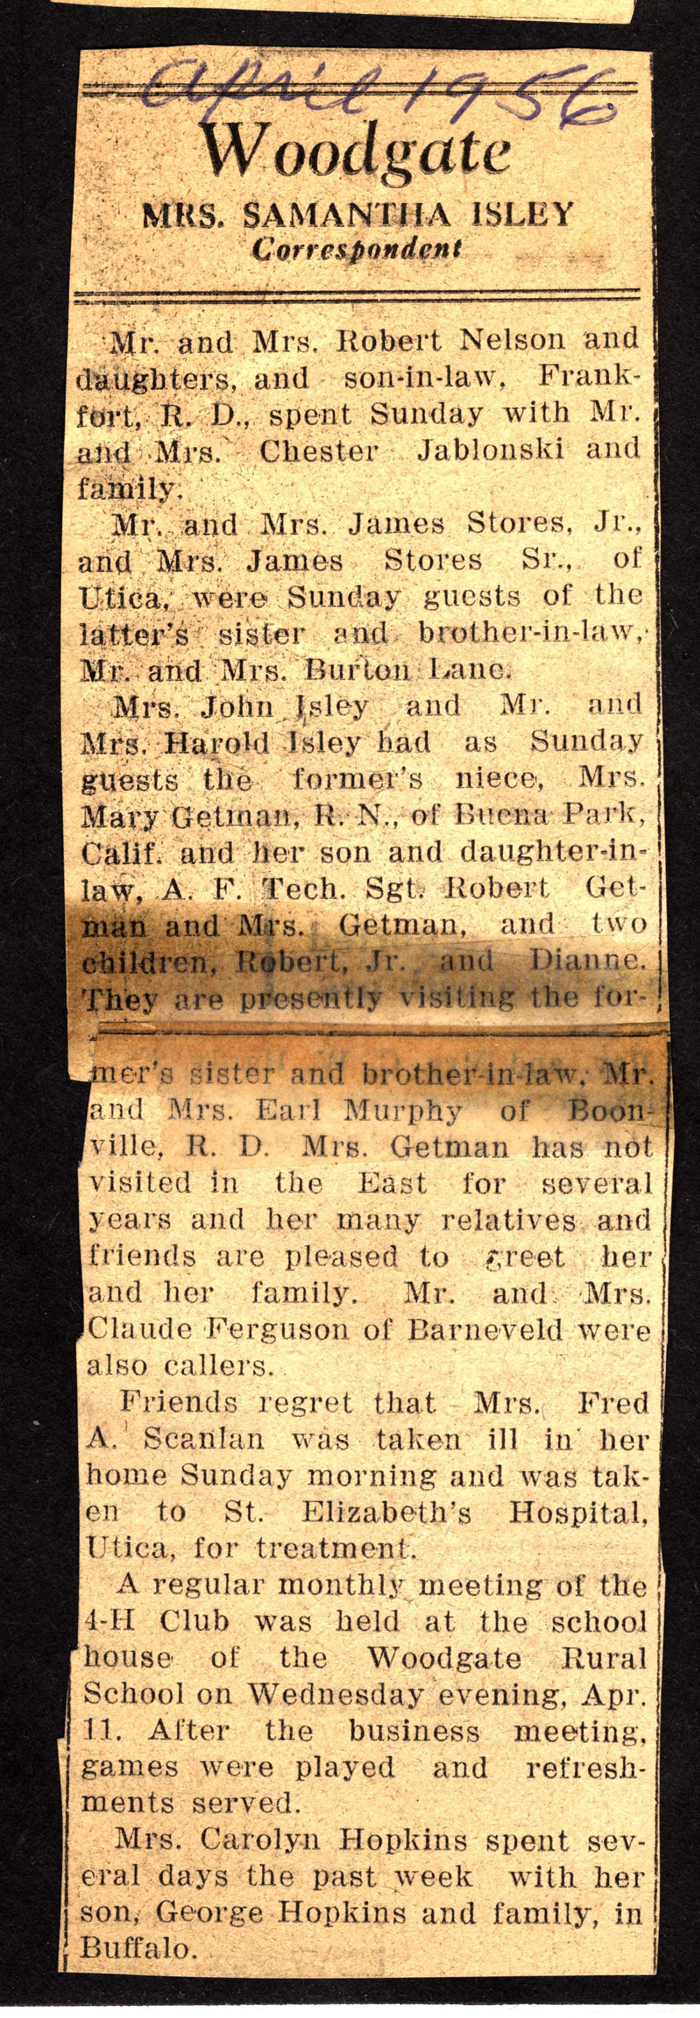 April 1956
Woodgate
MRS. SAMANTHA ISLEY
Correspondent
Mr. and Mrs. Robert Nelson and
daughters, and son-in-law, Frank-
fort, R. D., spent Sunday with Mr.
and Mrs. Chester Jablonski and
family.
Mr. and Mrs. James Stores, Jr.,
and Mrs. James Stores Sr., of
Utica, were Sunday guests of the
latter's sister and brother-in-law,
Mr. and Mrs. Burton Lane.
Mrs. John Isley and Mr. and
Mrs. Harold Isley had as Sunday
guests the former's niece, Mrs.
Mary Getman, R. N., of Buena Park,
Calif. and her son and daughter-in-
law, A. F. Tech. Sgt. Robert Get-
man and Mrs. Getman, and two
children, Robert, Jr. and Dianne.
They are presently visiting the for-
mer's sister and brother-in-law, Mr.
and Mrs. Earl Murphy of Boon-
ville, R. D. Mrs. Getman has not
visited in the East for several
years and her many relatives and
friends are pleased to greet her
and her family. Mr. and Mrs.
Claude Ferguson of Barneveld were
also callers.
Friends regret that Mrs. Fred
A. Scanlan was taken ill in her
home Sunday morning and was tak-
en to St. Elizabeth's Hospital,
Utica, for treatment.
A regular monthly meeting of the
4-H Club was held at the school
house of the Woodgate Rural
School on Wednesday evening, Apr.
11. After the business meeting,
games were played and refresh-
ments served.
Mrs. Carolyn Hopkins spent sev-
eral days the past week with her
son, George Hopkins and family, in
Buffalo.